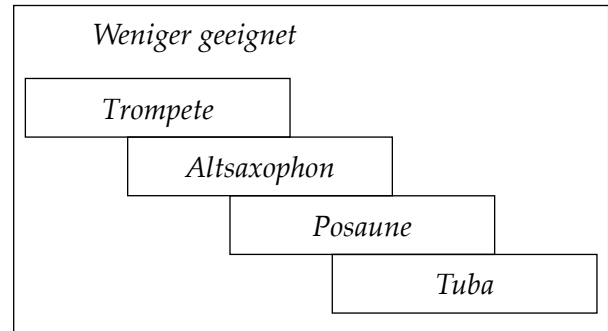 Weniger geeignet
Trompete
Altsaxophon
Posaune
Tuba